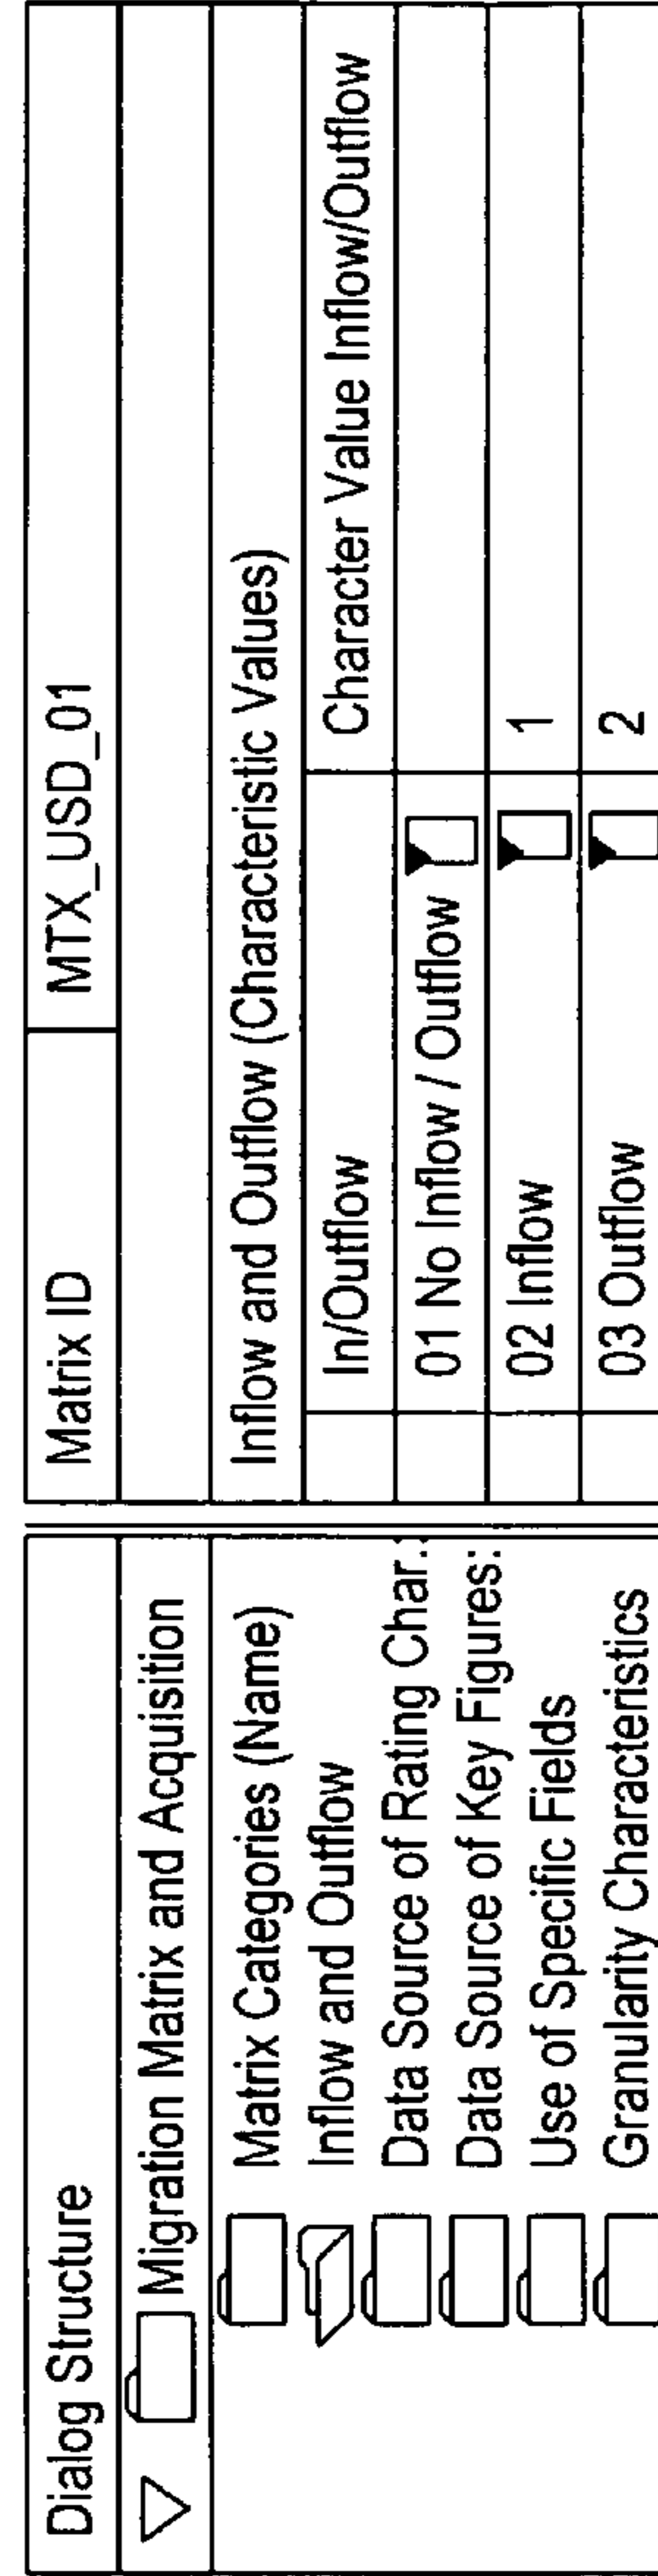 Dialog Structure
Migration Matrix and Acquisition
Matrix Categories (Name)
Inflow and Outflow
Data Source of Rating Char.:
Data Source of Key Figures:
Use of Specific Fields
Granularity Characteristics
Matrix ID MTX_USD_01
Inflow and Outflow (Characteristic Values)
In/Outflow Character Value Inflow/Outflow
01 No Inflow / Outflow
02 Inflow 1
03 Outflow 2